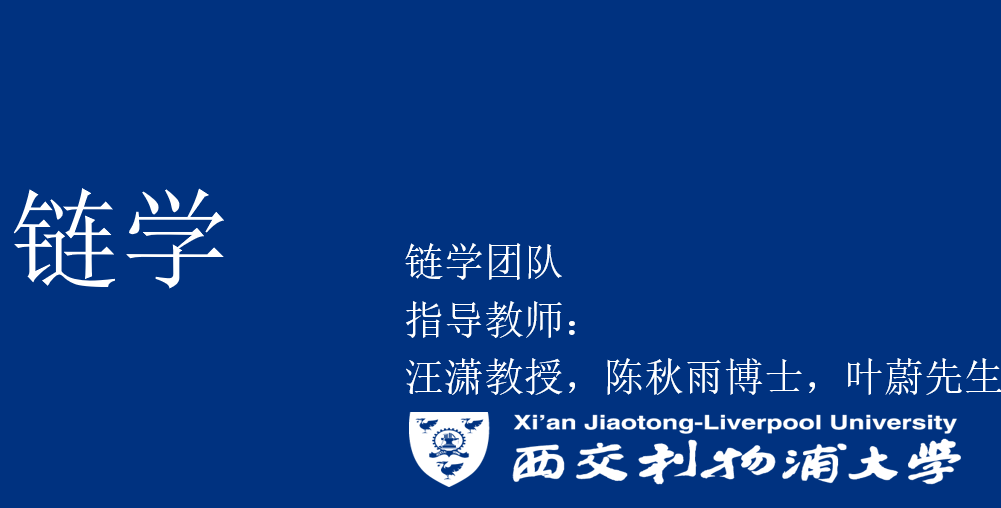 链学
链学团队
指导教师：
汪潇教授，陈秋雨博士，叶蔚先生
Xi’an Jiaotong-Liverpool University
西交利物浦大学